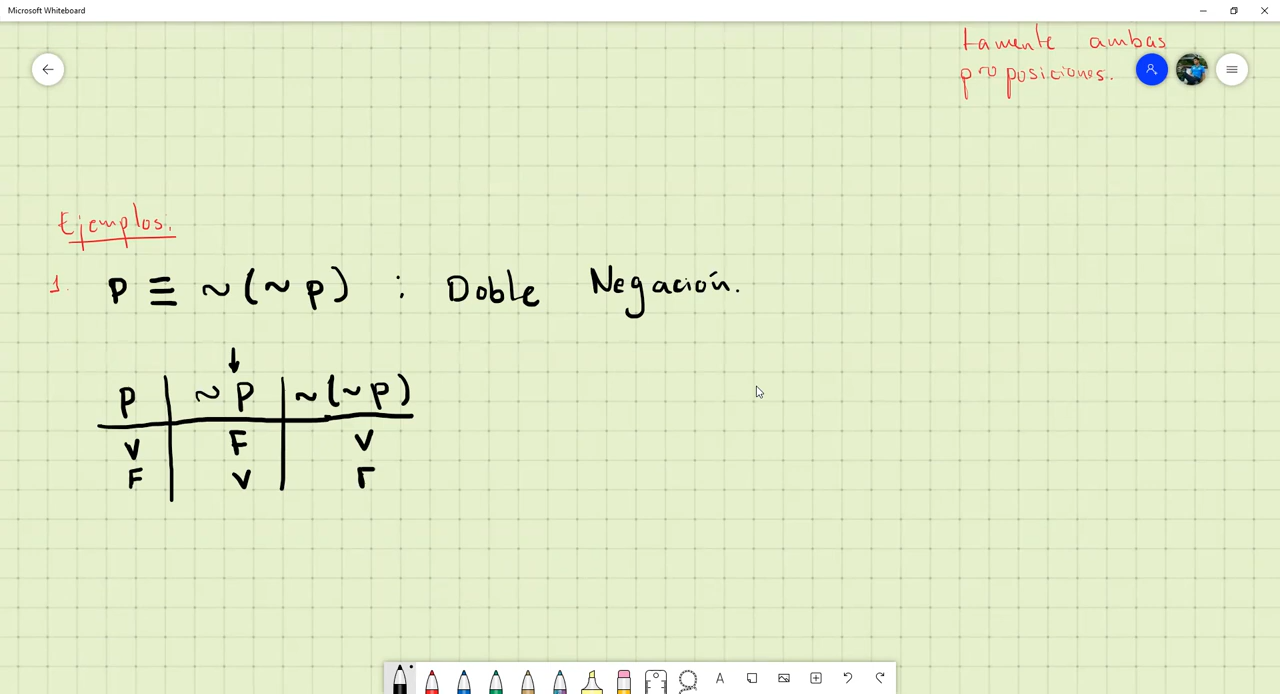 Microsoft Whiteboard
tamente ambas
proposiciones.
Ejemplos.
1. p ≡ ~(~p) : Doble Negación.
p | ~p | ~(~p)
V | F | V
F | V | Γ
A